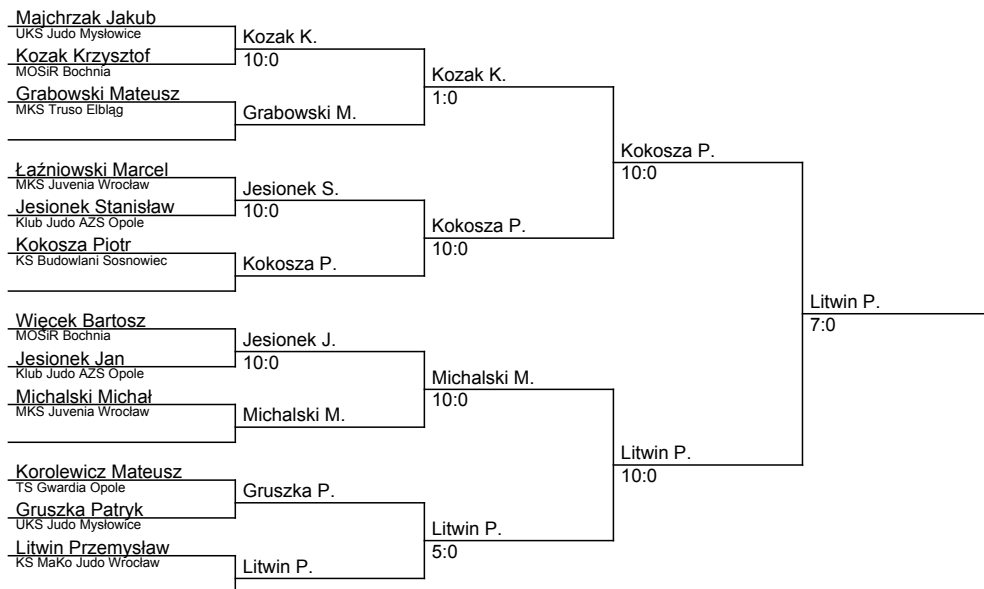 Majchrzak Jakub
UKS Judo Mysłowice
Kozak Krzysztof
MOSiR Bochnia
Grabowski Mateusz
MKS Truso Elbląg
Łaźniowski Marcel
MKS Juvenia Wrocław
Jesionek Stanisław
Klub Judo AZS Opole
Kokosza Piotr
KS Budowlani Sosnowiec
Więcek Bartosz
MOSiR Bochnia
Jesionek Jan
Klub Judo AZS Opole
Michalski Michał
MKS Juvenia Wrocław
Korolewicz Mateusz
TS Gwardia Opole
Gruszka Patryk
UKS Judo Mysłowice
Litwin Przemysław
KS MaKo Judo Wrocław
Kozak K.
10:0
Grabowski M.
Jesionek S.
10:0
Kokosza P.
Jesionek J.
10:0
Michalski M.
Gruszka P.
Litwin P.
Kozak K.
1:0
Kokosza P.
10:0
Michalski M.
10:0
Litwin P.
5:0
Kokosza P.
10:0
Litwin P.
10:0
Litwin P.
7:0